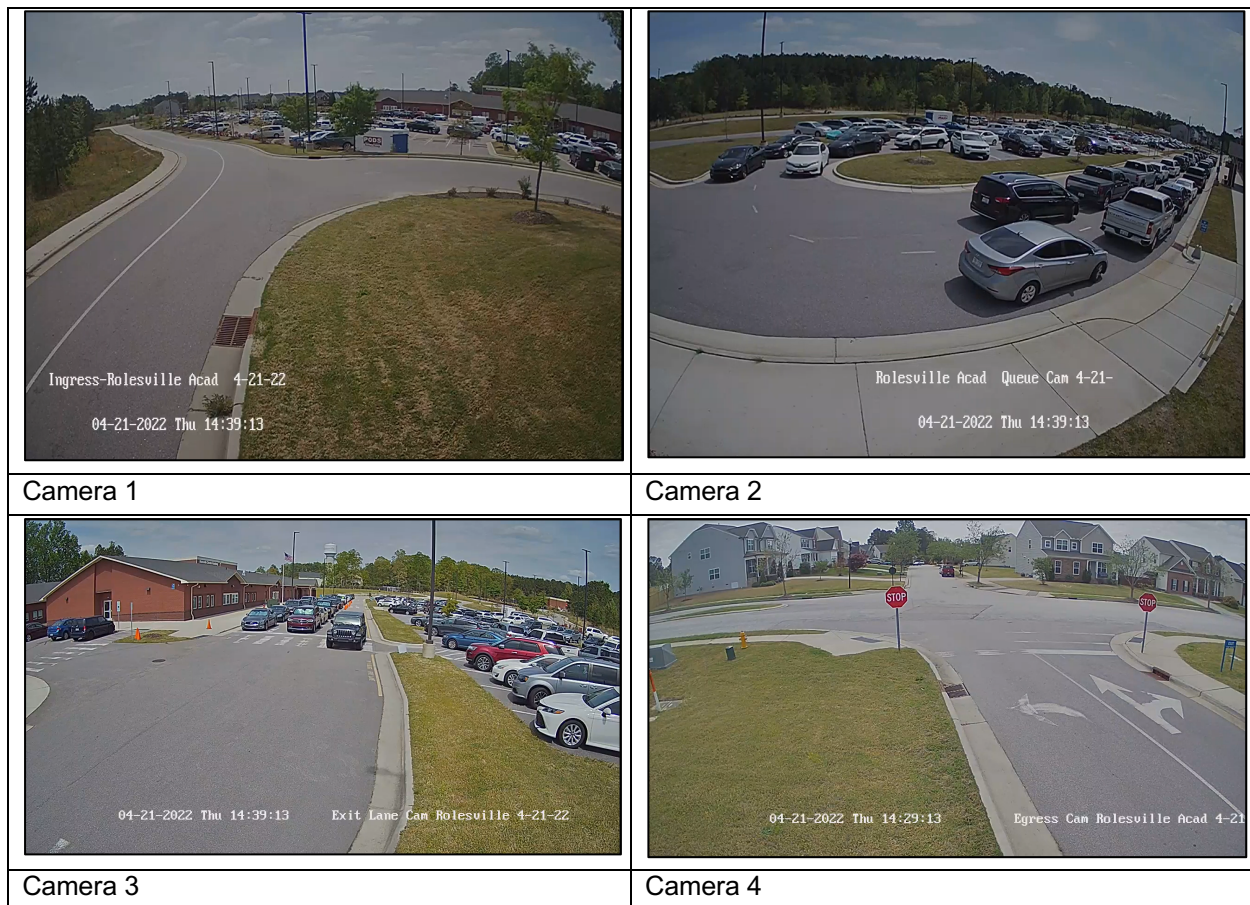 PODS
Ingress-Rolesville Acad 4-21-22
04-21-2022 Thu 14:39:13
Rolesville Acad Queue Cam 4-21-
04-21-2022 Thu 14:39:13
Camera 1
Camera 2
04-21-2022 Thu 14:39:13 Exit Lane Cam Rolesville 4-21-22
STOP
STOP
04-21-2022 Thu 14:29:13 Egress Cam Rolesville Acad 4-21
Camera 3
Camera 4